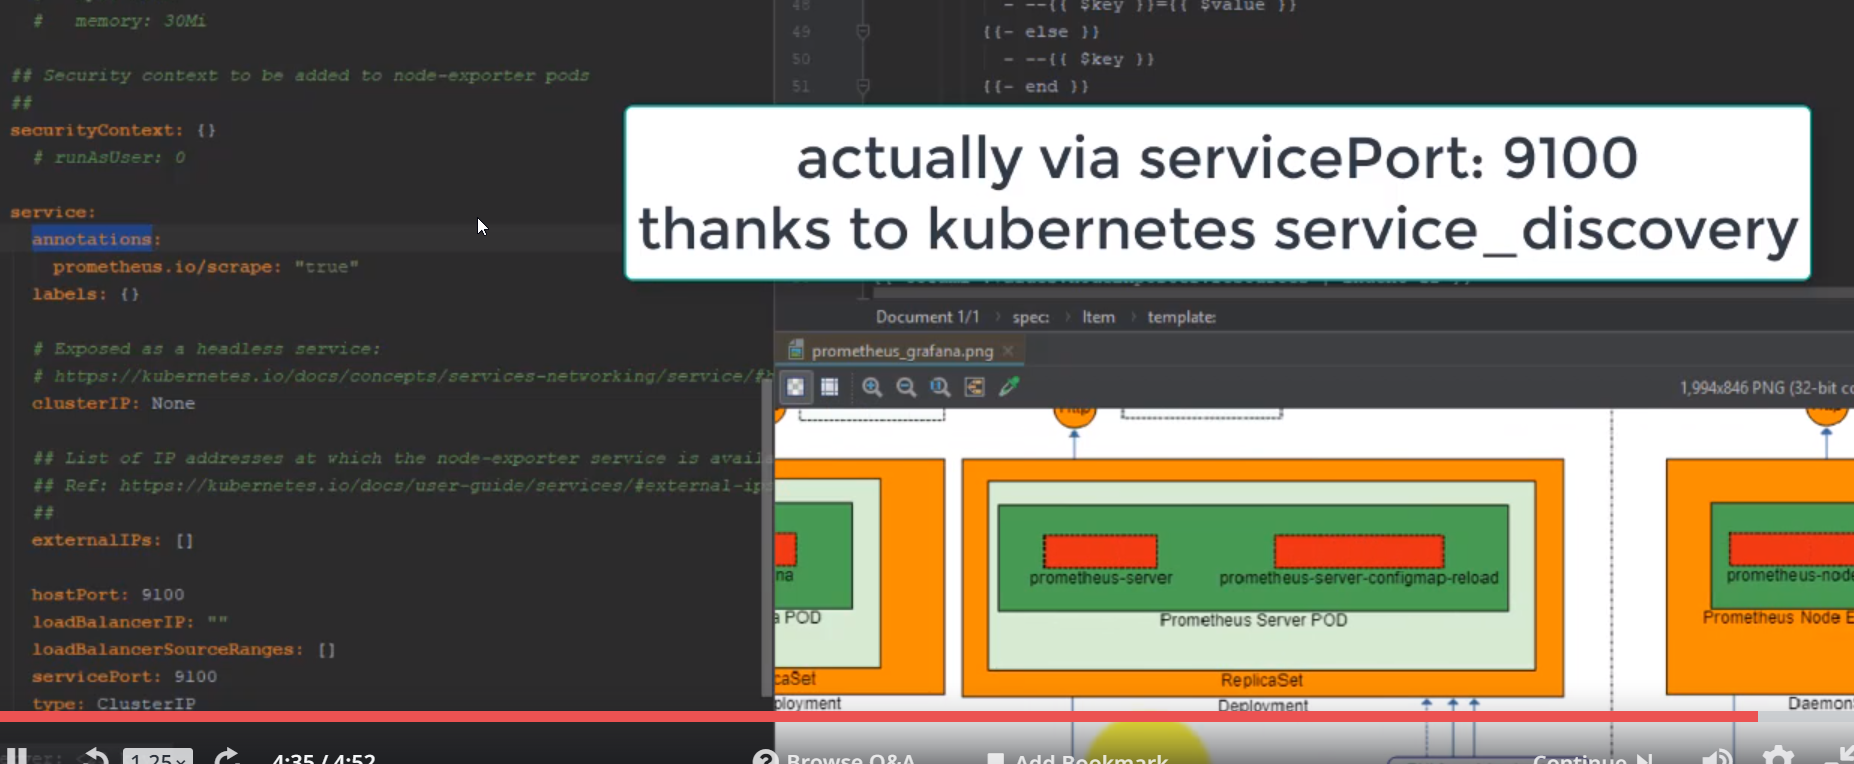 #   memory: 30Mi
## Security context to be added to node-exporter pods
##
securityContext: {}
# runAsUser: 0
service:
annotations:
prometheus.io/scrape: "true"
labels: {}
# Exposed as a headless service:
# https://kubernetes.io/docs/concepts/services-networking/service/#h
clusterIP: None
## List of IP addresses at which the node-exporter service is avail
## Ref: https://kubernetes.io/docs/user-guide/services/#external-ip
##
externalIPs: []
hostPort: 9100
loadBalancerIP: ""
loadBalancerSourceRanges: []
servicePort: 9100
type: ClusterIP
48 - --{{ $key }}={{ $value }}
49 {{- else }}
50 - --{{ $key }}
51 {{- end }}
actually via servicePort: 9100
thanks to kubernetes service_discovery
Document 1/1 › spec: › Item › template:
prometheus_grafana.png
1,994x846 PNG (32-bit co
na
a POD
caSet
ployment
prometheus-server
prometheus-server-configmap-reload
Prometheus Server POD
ReplicaSet
Deployment
prometheus-node
Prometheus Node E
Daemon
1.25x
4:35 / 4:52
Browse Q&A
Add Bookmark
Continue